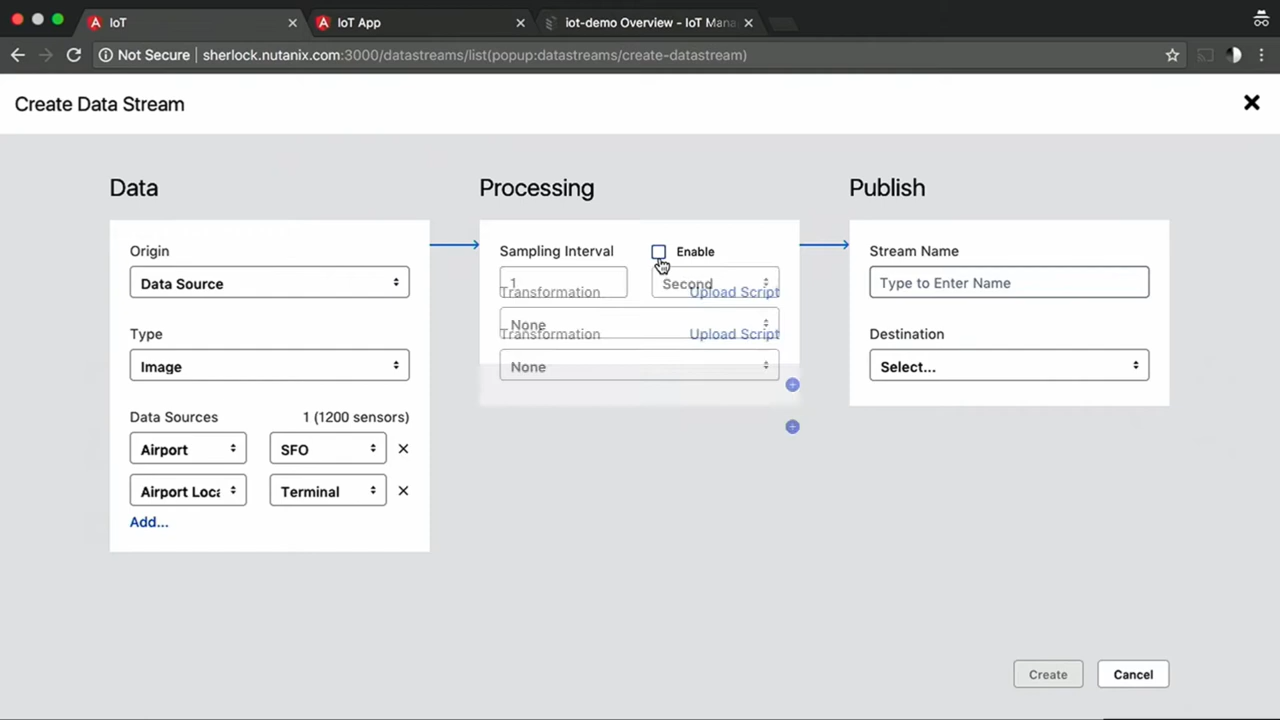 IoT
IoT App
iot-demo Overview - IoT Mana
Not Secure | sherlock.nutanix.com:3000/datastreams/list(popup:datastreams/create-datastream)
Create Data Stream
Data
Origin
Data Source
Type
Image
Data Sources 1 (1200 sensors)
Airport SFO
Airport Loca Terminal
Add...
Processing
Sampling Interval Enable
1 Second
Transformation Upload Script
None
Transformation Upload Script
None
Publish
Stream Name
Type to Enter Name
Destination
Select...
Create Cancel